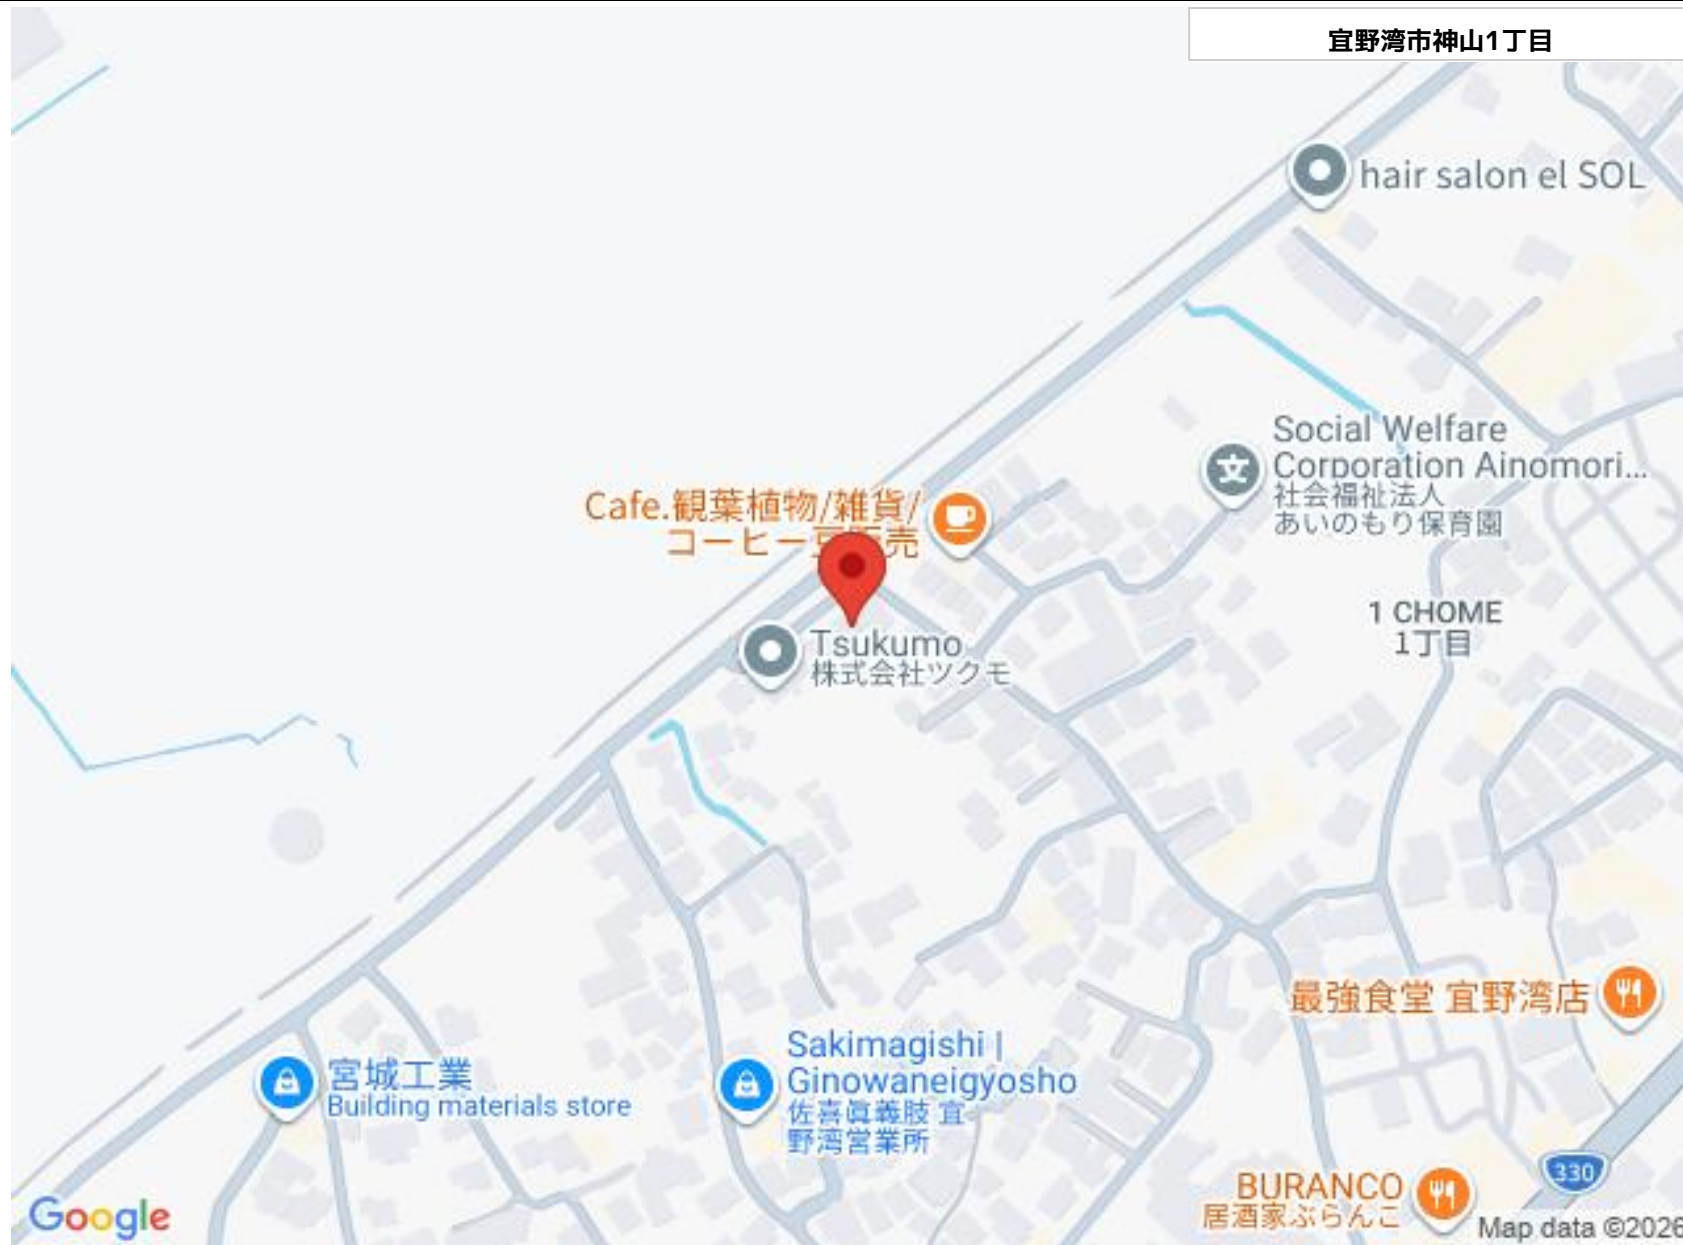 宜野湾市神山1丁目
hair salon el SOL
Social Welfare
Corporation Ainomori...
社会福祉法人
あいのもり保育園
Cafe.観葉植物/雑貨/
コーヒー豆販売
1 CHOME
1丁目
Tsukumo
株式会社ツクモ
最強食堂 宜野湾店
Sakimagishi |
Ginowaneigyosho
佐喜眞義肢 宜
野湾営業所
宮城工業
Building materials store
330
BURANCO
居酒家ぶらんこ
Google
Map data ©2026